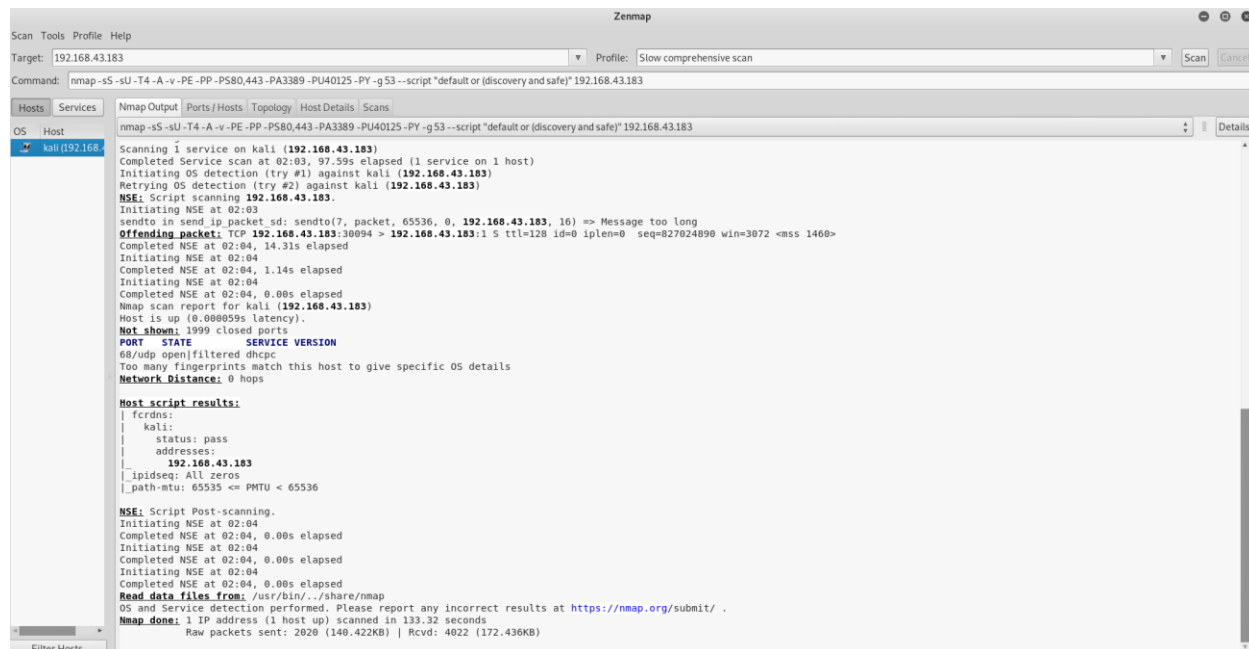 Zenmap
Scan Tools Profile Help
Target: 192.168.43.183 Profile: Slow comprehensive scan Scan Cancel
Command: nmap -sS -sU -T4 -A -v -PE -PP -PS80,443 -PA3389 -PU40125 -PY -g 53 --script "default or (discovery and safe)" 192.168.43.183
Hosts Services Nmap Output Ports / Hosts Topology Host Details Scans
OS Host nmap -sS -sU -T4 -A -v -PE -PP -PS80,443 -PA3389 -PU40125 -PY -g 53 --script "default or (discovery and safe)" 192.168.43.183 Details
kali (192.168.4
Scanning 1 service on kali (192.168.43.183)
Completed Service scan at 02:03, 97.59s elapsed (1 service on 1 host)
Initiating OS detection (try #1) against kali (192.168.43.183)
Retrying OS detection (try #2) against kali (192.168.43.183)
NSE: Script scanning 192.168.43.183.
Initiating NSE at 02:03
sendto in send_ip_packet_sd: sendto(7, packet, 65536, 0, 192.168.43.183, 16) => Message too long
Offending packet: TCP 192.168.43.183:30094 > 192.168.43.183:1 S ttl=128 id=0 iplen=0 seq=827024890 win=3072 <mss 1460>
Completed NSE at 02:04, 14.31s elapsed
Initiating NSE at 02:04
Completed NSE at 02:04, 1.14s elapsed
Initiating NSE at 02:04
Completed NSE at 02:04, 0.00s elapsed
Nmap scan report for kali (192.168.43.183)
Host is up (0.000059s latency).
Not shown: 1999 closed ports
PORT STATE SERVICE VERSION
68/udp open|filtered dhcpc
Too many fingerprints match this host to give specific OS details
Network Distance: 0 hops
Host script results:
| fcrdns:
| kali:
| status: pass
| addresses:
|_ 192.168.43.183
|_ipidseq: All zeros
|_path-mtu: 65535 <= PMTU < 65536
NSE: Script Post-scanning.
Initiating NSE at 02:04
Completed NSE at 02:04, 0.00s elapsed
Initiating NSE at 02:04
Completed NSE at 02:04, 0.00s elapsed
Initiating NSE at 02:04
Completed NSE at 02:04, 0.00s elapsed
Read data files from: /usr/bin/../share/nmap
OS and Service detection performed. Please report any incorrect results at https://nmap.org/submit/ .
Nmap done: 1 IP address (1 host up) scanned in 133.32 seconds
Raw packets sent: 2020 (140.422KB) | Rcvd: 4022 (172.436KB)
Filter Hosts